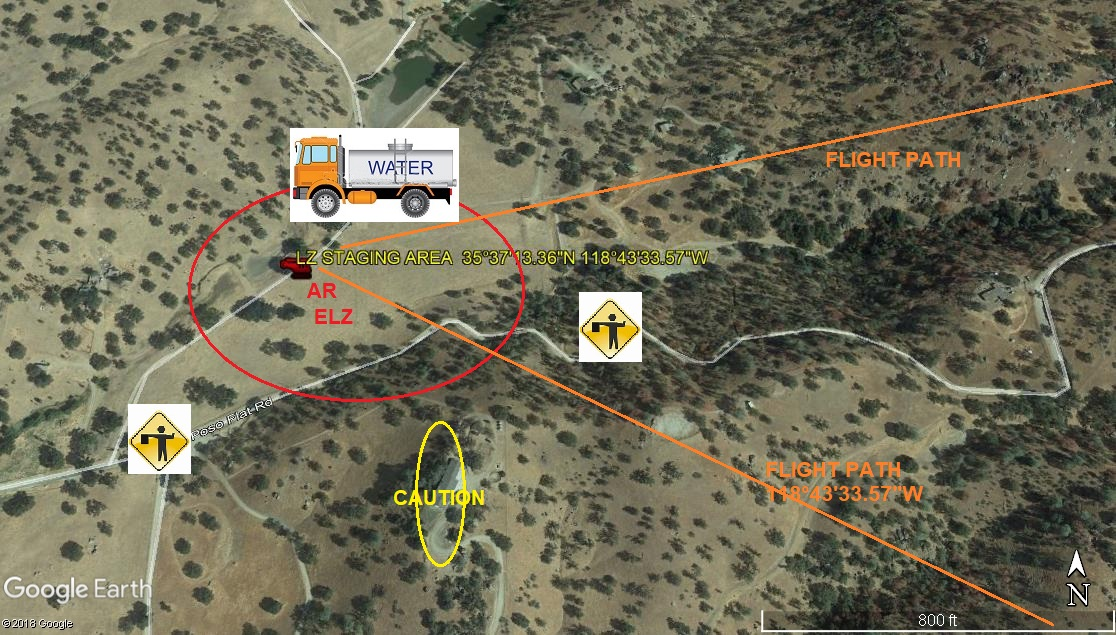 WATER
FLIGHT PATH
LZ STAGING AREA 35°37'13.36"N 118°43'33.57"W
AR
ELZ
Poso Flat Rd
FLIGHT PATH
118°43'33.57"W
CAUTION
Google Earth
N
©2018 Google
800 ft